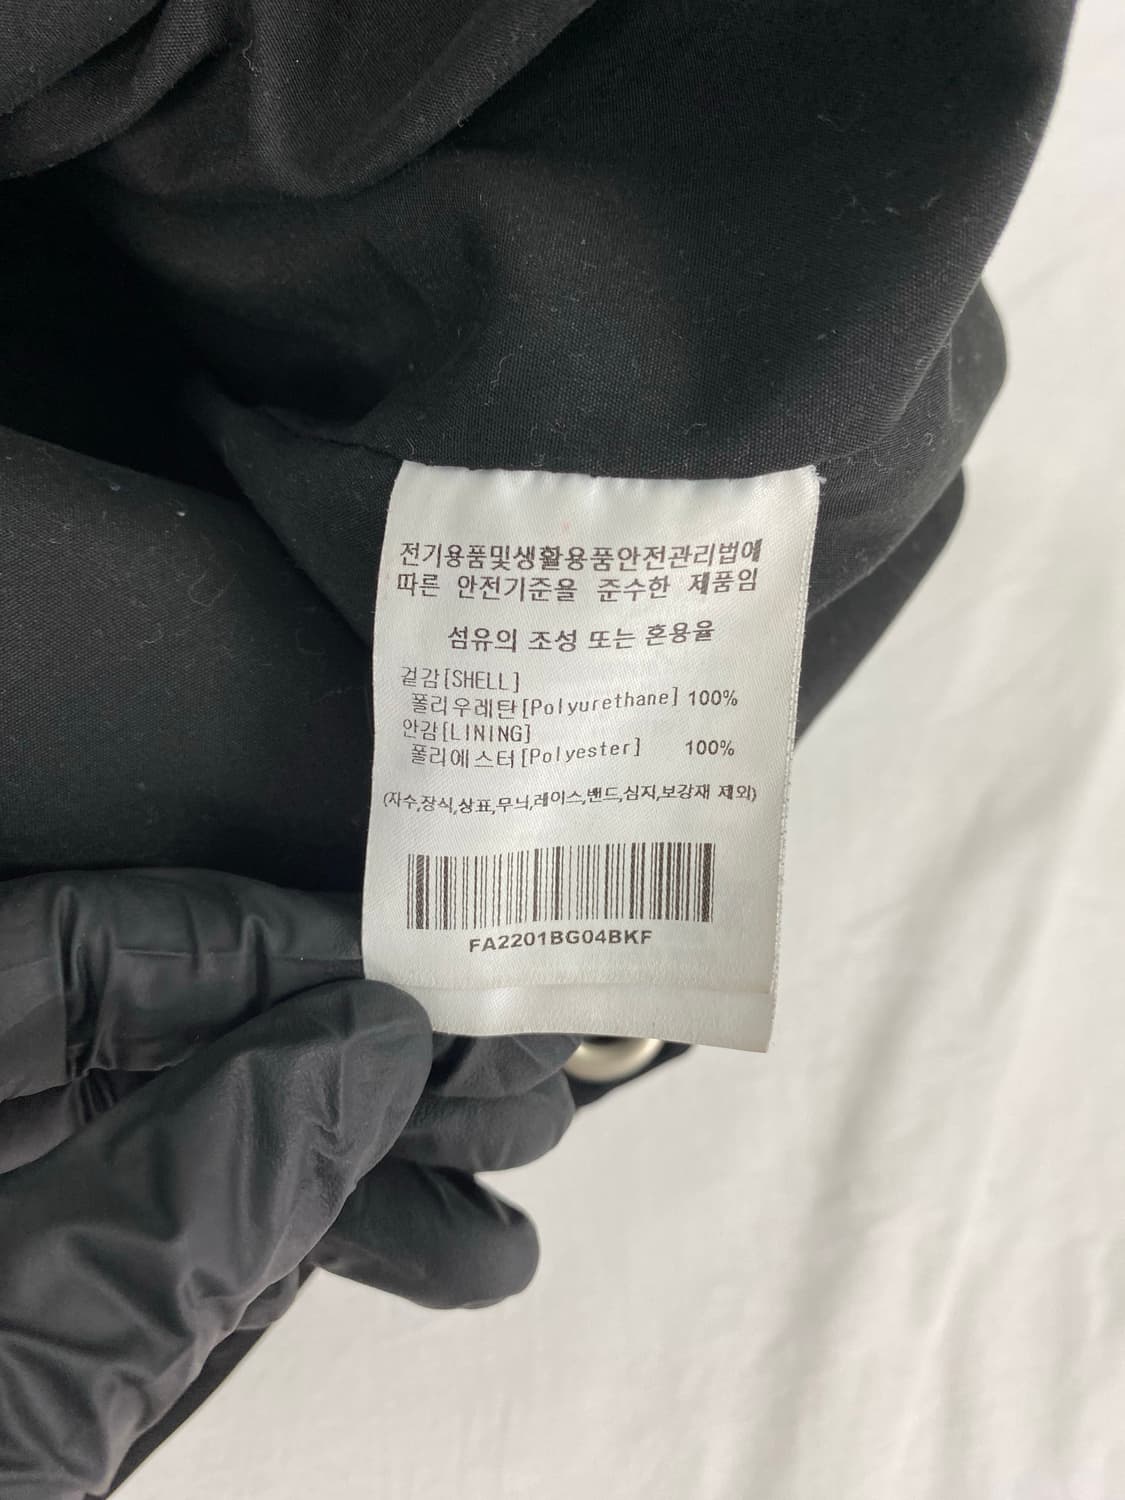 전기용품및생활용품안전관리법에
따른 안전기준을 준수한 제품임
섬유의 조성 또는 혼용율
겉감[SHELL]
폴리우레탄[Polyurethane] 100%
안감[LINING]
폴리에스터[Polyester] 100%
(자수,장식,상표,무늬,레이스,밴드,심지,보강재 제외)
FA2201BG04BKF